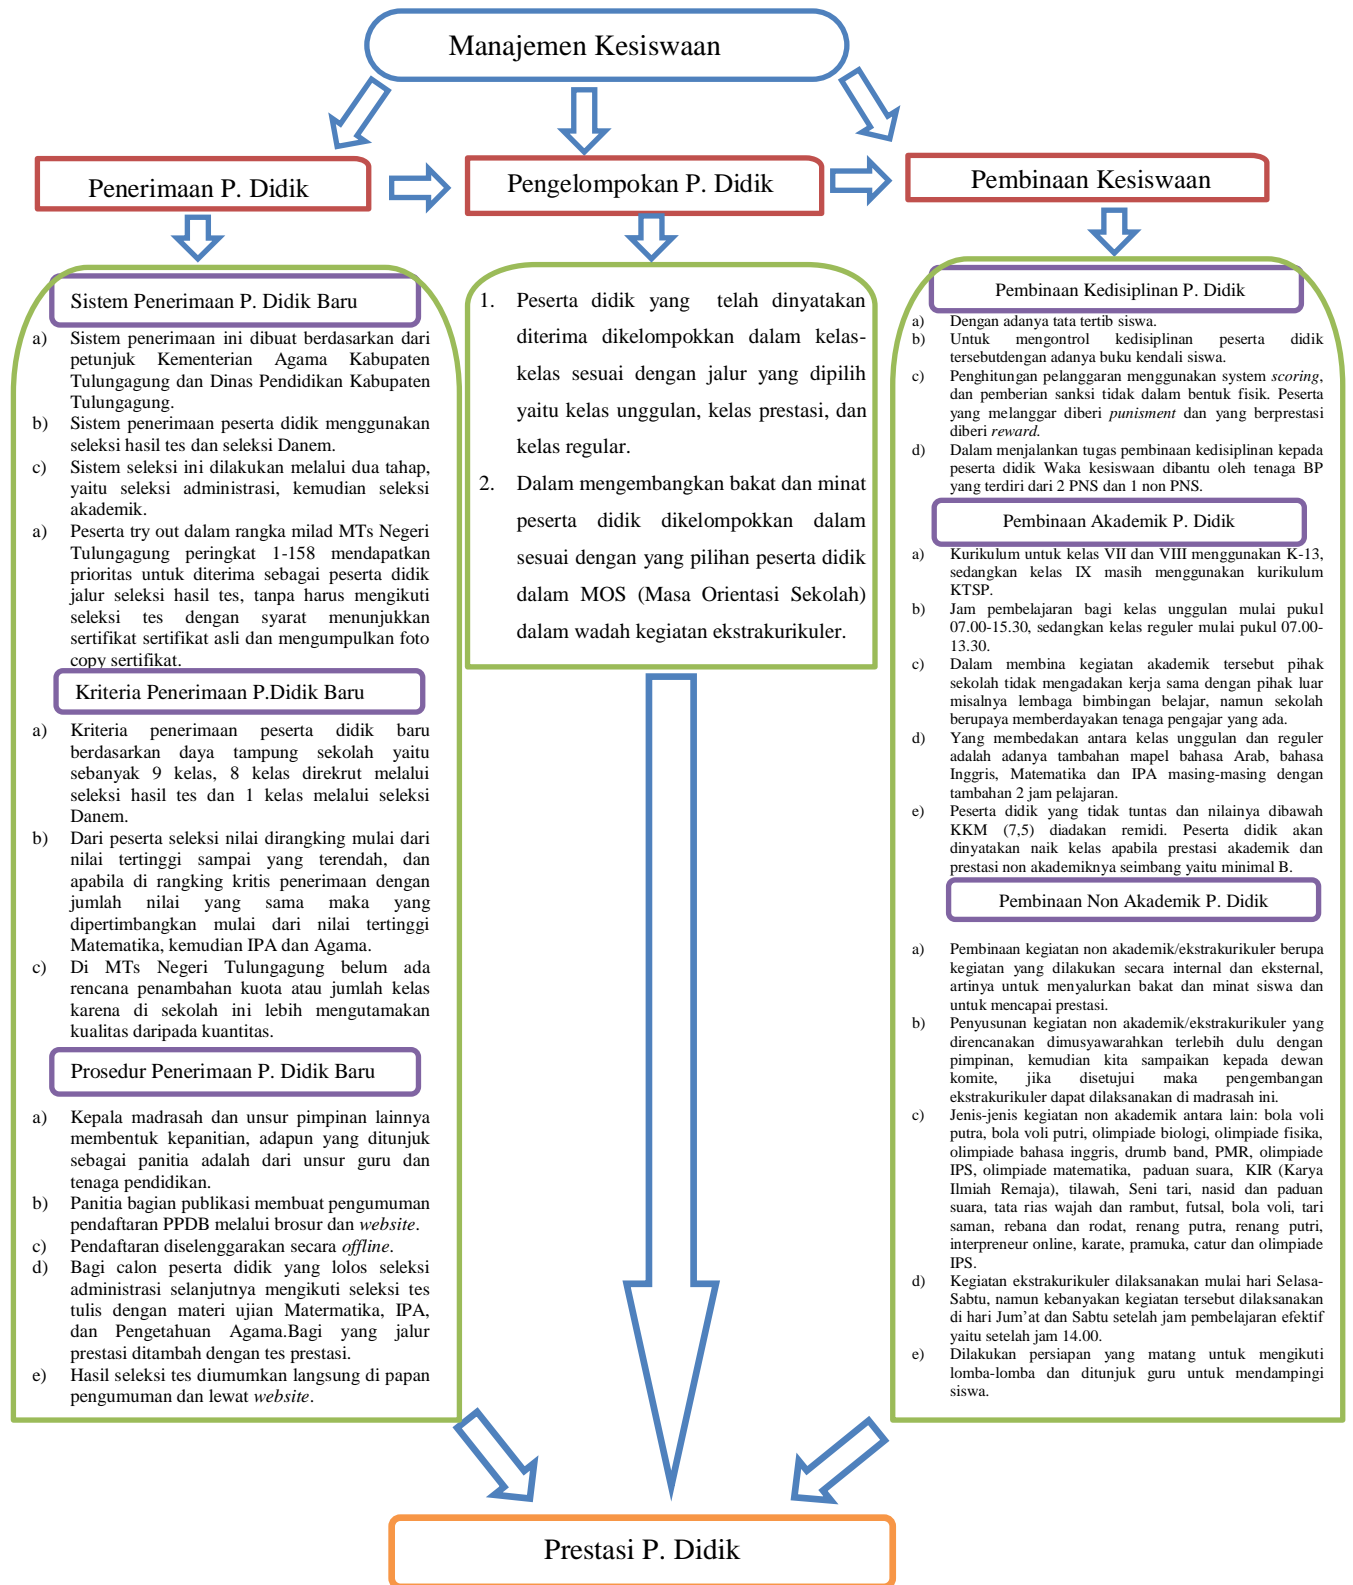 Manajemen Kesiswaan
Penerimaan P. Didik
Pengelompokan P. Didik
Pembinaan Kesiswaan
Sistem Penerimaan P. Didik Baru
a) Sistem penerimaan ini dibuat berdasarkan dari
petunjuk Kementerian Agama Kabupaten
Tulungagung dan Dinas Pendidikan Kabupaten
Tulungagung.
b) Sistem penerimaan peserta didik menggunakan
seleksi hasil tes dan seleksi Danem.
c) Sistem seleksi ini dilakukan melalui dua tahap,
yaitu seleksi administrasi, kemudian seleksi
akademik.
a) Peserta try out dalam rangka milad MTs Negeri
Tulungagung peringkat 1-158 mendapatkan
prioritas untuk diterima sebagai peserta didik
jalur seleksi hasil tes, tanpa harus mengikuti
seleksi tes dengan syarat menunjukkan
sertifikat sertifikat asli dan mengumpulkan foto
copy sertifikat.
Kriteria Penerimaan P.Didik Baru
a) Kriteria penerimaan peserta didik baru
berdasarkan daya tampung sekolah yaitu
sebanyak 9 kelas, 8 kelas direkrut melalui
seleksi hasil tes dan 1 kelas melalui seleksi
Danem.
b) Dari peserta seleksi nilai dirangking mulai dari
nilai tertinggi sampai yang terendah, dan
apabila di rangking kritis penerimaan dengan
jumlah nilai yang sama maka yang
dipertimbangkan mulai dari nilai tertinggi
Matematika, kemudian IPA dan Agama.
c) Di MTs Negeri Tulungagung belum ada
rencana penambahan kuota atau jumlah kelas
karena di sekolah ini lebih mengutamakan
kualitas daripada kuantitas.
Prosedur Penerimaan P. Didik Baru
a) Kepala madrasah dan unsur pimpinan lainnya
membentuk kepanitian, adapun yang ditunjuk
sebagai panitia adalah dari unsur guru dan
tenaga pendidikan.
b) Panitia bagian publikasi membuat pengumuman
pendaftaran PPDB melalui brosur dan website.
c) Pendaftaran diselenggarakan secara offline.
d) Bagi calon peserta didik yang lolos seleksi
administrasi selanjutnya mengikuti seleksi tes
tulis dengan materi ujian Matermatika, IPA,
dan Pengetahuan Agama.Bagi yang jalur
prestasi ditambah dengan tes prestasi.
e) Hasil seleksi tes diumumkan langsung di papan
pengumuman dan lewat website.
1. Peserta didik yang telah dinyatakan
diterima dikelompokkan dalam kelas-
kelas sesuai dengan jalur yang dipilih
yaitu kelas unggulan, kelas prestasi, dan
kelas regular.
2. Dalam mengembangkan bakat dan minat
peserta didik dikelompokkan dalam
sesuai dengan yang pilihan peserta didik
dalam MOS (Masa Orientasi Sekolah)
dalam wadah kegiatan ekstrakurikuler.
Pembinaan Kedisiplinan P. Didik
a) Dengan adanya tata tertib siswa.
b) Untuk mengontrol kedisiplinan peserta didik
tersebutdengan adanya buku kendali siswa.
c) Penghitungan pelanggaran menggunakan system scoring,
dan pemberian sanksi tidak dalam bentuk fisik. Peserta
yang melanggar diberi punisment dan yang berprestasi
diberi reward.
d) Dalam menjalankan tugas pembinaan kedisiplinan kepada
peserta didik Waka kesiswaan dibantu oleh tenaga BP
yang terdiri dari 2 PNS dan 1 non PNS.
Pembinaan Akademik P. Didik
a) Kurikulum untuk kelas VII dan VIII menggunakan K-13,
sedangkan kelas IX masih menggunakan kurikulum
KTSP.
b) Jam pembelajaran bagi kelas unggulan mulai pukul
07.00-15.30, sedangkan kelas reguler mulai pukul 07.00-
13.30.
c) Dalam membina kegiatan akademik tersebut pihak
sekolah tidak mengadakan kerja sama dengan pihak luar
misalnya lembaga bimbingan belajar, namun sekolah
berupaya memberdayakan tenaga pengajar yang ada.
d) Yang membedakan antara kelas unggulan dan reguler
adalah adanya tambahan mapel bahasa Arab, bahasa
Inggris, Matematika dan IPA masing-masing dengan
tambahan 2 jam pelajaran.
e) Peserta didik yang tidak tuntas dan nilainya dibawah
KKM (7,5) diadakan remidi. Peserta didik akan
dinyatakan naik kelas apabila prestasi akademik dan
prestasi non akademiknya seimbang yaitu minimal B.
Pembinaan Non Akademik P. Didik
a) Pembinaan kegiatan non akademik/ekstrakurikuler berupa
kegiatan yang dilakukan secara internal dan eksternal,
artinya untuk menyalurkan bakat dan minat siswa dan
untuk mencapai prestasi.
b) Penyusunan kegiatan non akademik/ekstrakurikuler yang
direncanakan dimusyawarahkan terlebih dulu dengan
pimpinan, kemudian kita sampaikan kepada dewan
komite, jika disetujui maka pengembangan
ekstrakurikuler dapat dilaksanakan di madrasah ini.
c) Jenis-jenis kegiatan non akademik antara lain: bola voli
putra, bola voli putri, olimpiade biologi, olimpiade fisika,
olimpiade bahasa inggris, drumb band, PMR, olimpiade
IPS, olimpiade matematika, paduan suara, KIR (Karya
Ilmiah Remaja), tilawah, Seni tari, nasid dan paduan
suara, tata rias wajah dan rambut, futsal, bola voli, tari
saman, rebana dan rodat, renang putra, renang putri,
interpreneur online, karate, pramuka, catur dan olimpiade
IPS.
d) Kegiatan ekstrakurikuler dilaksanakan mulai hari Selasa-
Sabtu, namun kebanyakan kegiatan tersebut dilaksanakan
di hari Jum’at dan Sabtu setelah jam pembelajaran efektif
yaitu setelah jam 14.00.
e) Dilakukan persiapan yang matang untuk mengikuti
lomba-lomba dan ditunjuk guru untuk mendampingi
siswa.
Prestasi P. Didik